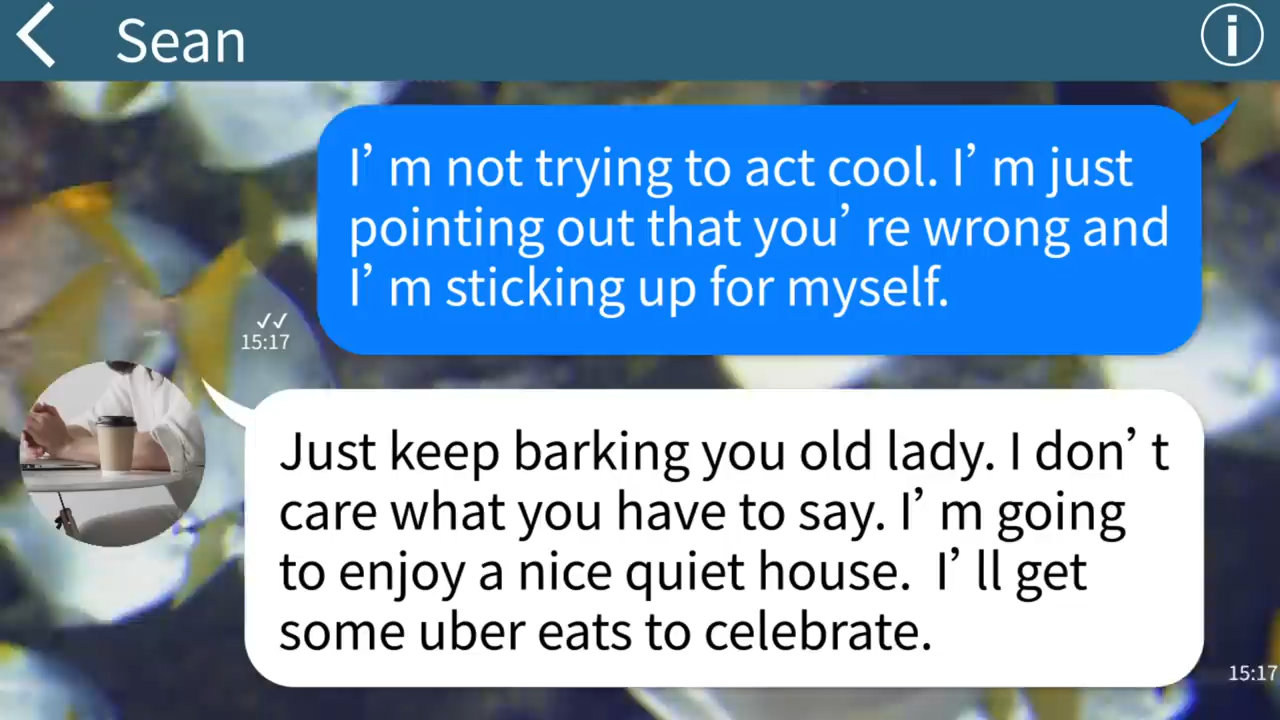 Sean
I’m not trying to act cool. I’m just
pointing out that you’re wrong and
I’m sticking up for myself.
15:17
Just keep barking you old lady. I don’t
care what you have to say. I’m going
to enjoy a nice quiet house.  I’ll get
some uber eats to celebrate.
15:17